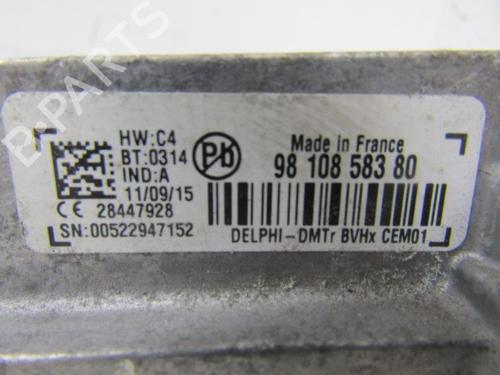 HW:C4
BT:0314
IND:A
11/09/15
CE 28447928
SN:00522947152
Pb
Made in France
98 108 583 80
DELPHI-DMTr BVHx CEM01
B-PARTS